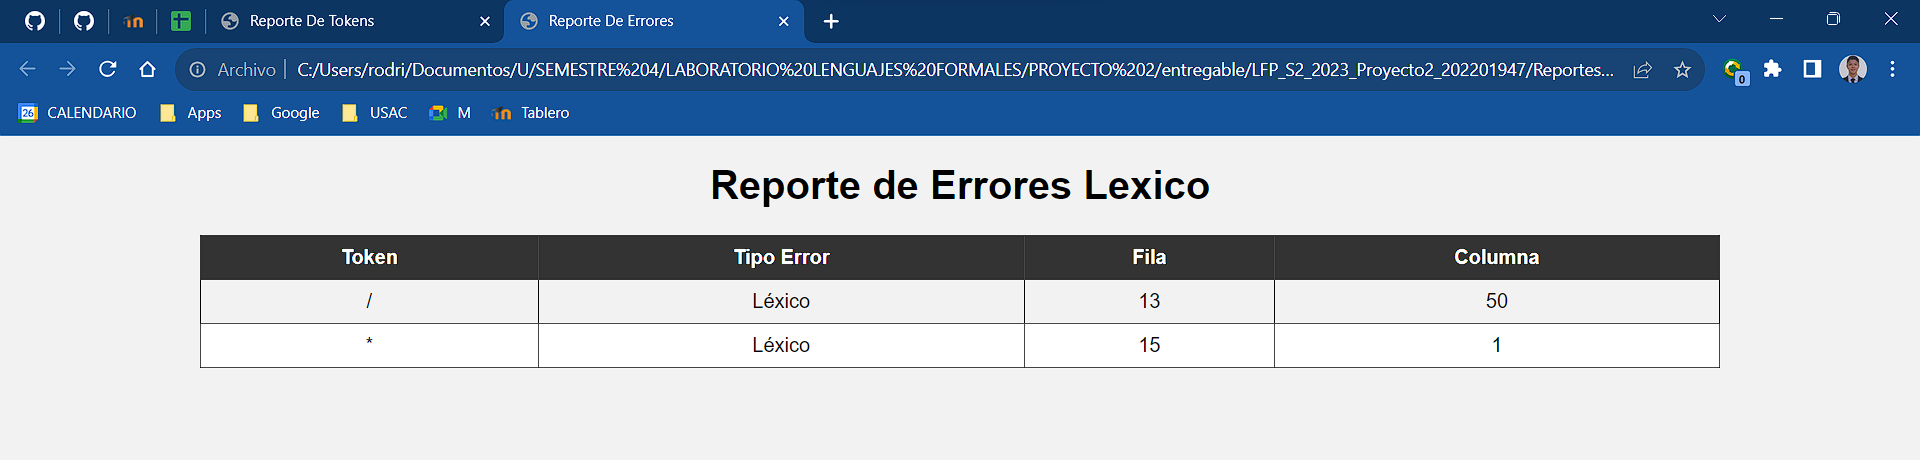 Reporte De Tokens
Reporte De Errores
Archivo
C:/Users/rodri/Documentos/U/SEMESTRE%204/LABORATORIO%20LENGUAJES%20FORMALES/PROYECTO%202/entregable/LFP_S2_2023_Proyecto2_202201947/Reportes...
0
26 CALENDARIO Apps Google USAC M Tablero
Reporte de Errores Lexico
Token Tipo Error Fila Columna
/ Léxico 13 50
* Léxico 15 1